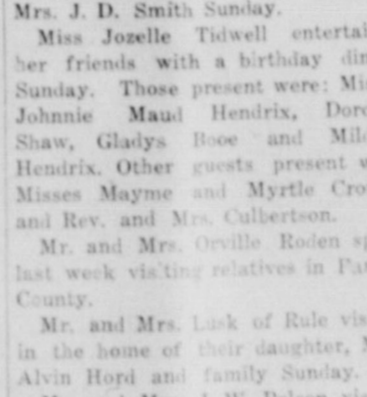 Mrs. J. D. Smith Sunday.
Miss Jozelle Tidwell entertai
her friends with a birthday din
Sunday. Those present were: Mi
Johnnie Maud Hendrix, Dor
Shaw, Gladys Booe and Mil
Hendrix. Other guests present w
Misses Mayme and Myrtle Cro
and Rev. and Mrs. Culbertson.
Mr. and Mrs. Orville Roden sp
last week visiting relatives in Pa
County.
Mr. and Mrs. Lusk of Rule vis
in the home of their daughter, M
Alvin Hord and family Sunday.